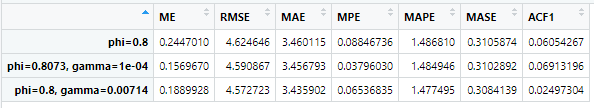 ME RMSE MAE MPE MAPE MASE ACF1
phi=0.8 0.2447010 4.624646 3.460115 0.08846736 1.486810 0.3105874 0.06054267
phi=0.8073, gamma=1e-04 0.1569670 4.590867 3.456793 0.03796030 1.484946 0.3102892 0.06913196
phi=0.8, gamma=0.00714 0.1889928 4.572723 3.435902 0.06536835 1.477495 0.3084139 0.02497304